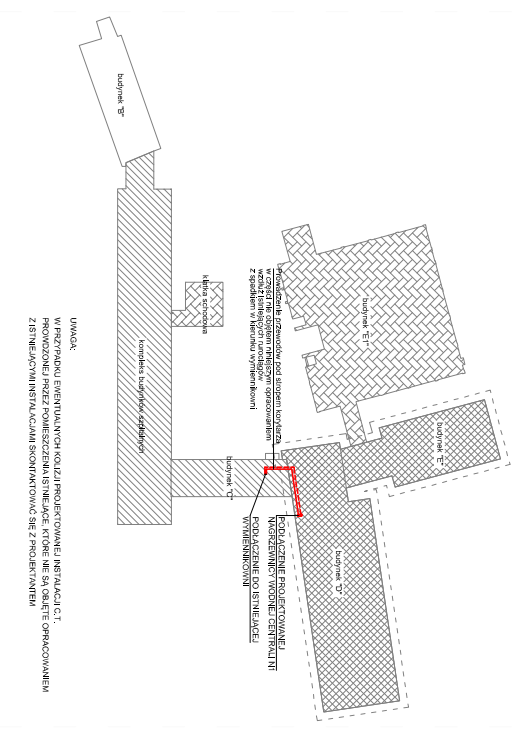 budynek "B"
kompleks budynków szpitalnych
klatka schodowa
budynek "C"
budynek "E1"
budynek "E"
budynek "D"
Prowadzenie przewodów pod stropem korytarza
w części nie objętem niniejszym opracowaniem
wzdłuż istniejących rurociągów
z spadkiem w kierunku wymiennikowni
PODŁĄCZENIE PROJEKTOWANEJ
NAGRZEWNICY WODNEJ CENTRALI N1
PODŁĄCZENIE DO ISTNIEJĄCEJ
WYMIENNIKOWNI
UWAGA:
W PRZYPADKU EWENTUALNYCH KOLIZJI PROJEKTOWANEJ INSTALACJI C.T.
PROWDZONEJ PRZEZ POMIESZCZENIA ISTNIEJĄCE, KTÓRE NIE SĄ OBJĘTE OPRACOWANIEM
Z ISTNIEJĄCYMI INSTALACJAMI SKONTAKTOWAĆ SIĘ Z PROJEKTANTEM